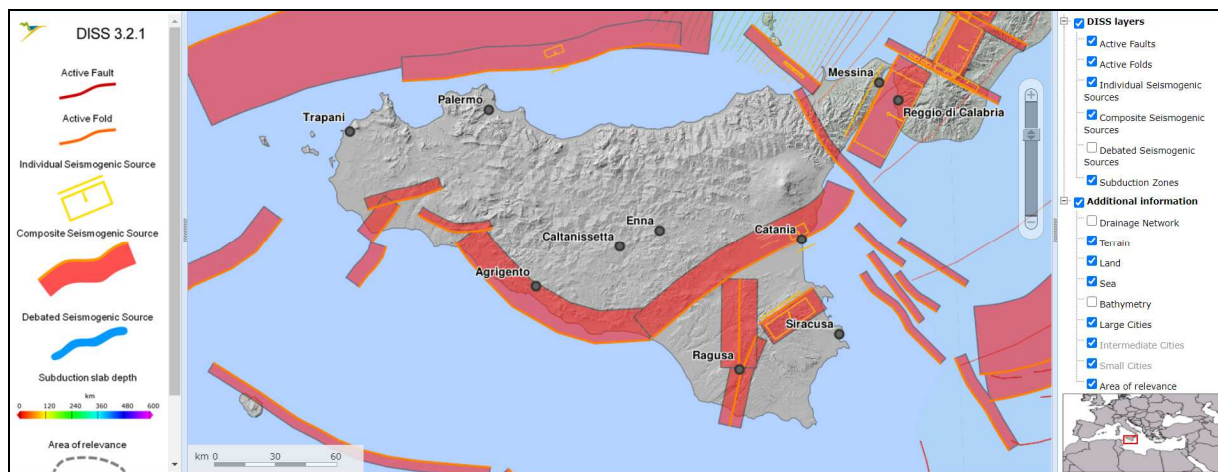 DISS 3.2.1
Active Fault
Active Fold
Individual Seismogenic Source
Composite Seismogenic Source
Debated Seismogenic Source
Subduction slab depth
km
0 120 240 360 480 600
Area of relevance
Trapani
Palermo
Messina
Reggio di Calabria
Enna
Caltanissetta
Catania
Agrigento
Siracusa
Ragusa
km 0 30 60
DISS layers
Active Faults
Active Folds
Individual Seismogenic
Sources
Composite Seismogenic
Sources
Debated Seismogenic
Sources
Subduction Zones
Additional information
Drainage Network
Terrain
Land
Sea
Bathymetry
Large Cities
Intermediate Cities
Small Cities
Area of relevance